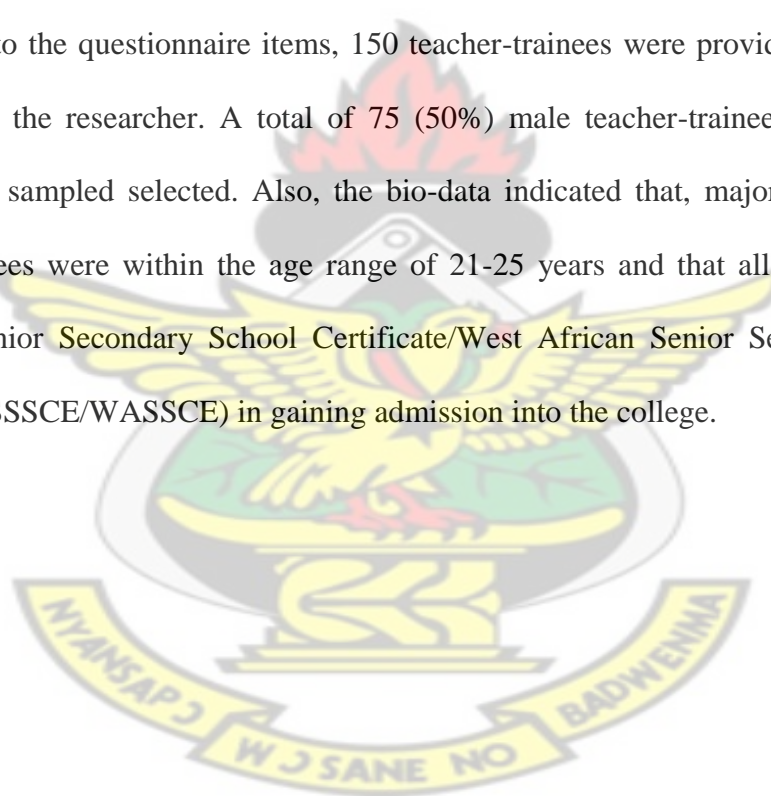 to the questionnaire items, 150 teacher-trainees were provid
the researcher. A total of 75 (50%) male teacher-trainee
sampled selected. Also, the bio-data indicated that, major
ees were within the age range of 21-25 years and that all
nior Secondary School Certificate/West African Senior Se
SSSCE/WASSCE) in gaining admission into the college.
NYANSAPƆ
WƆSANE NO
BADWENMA